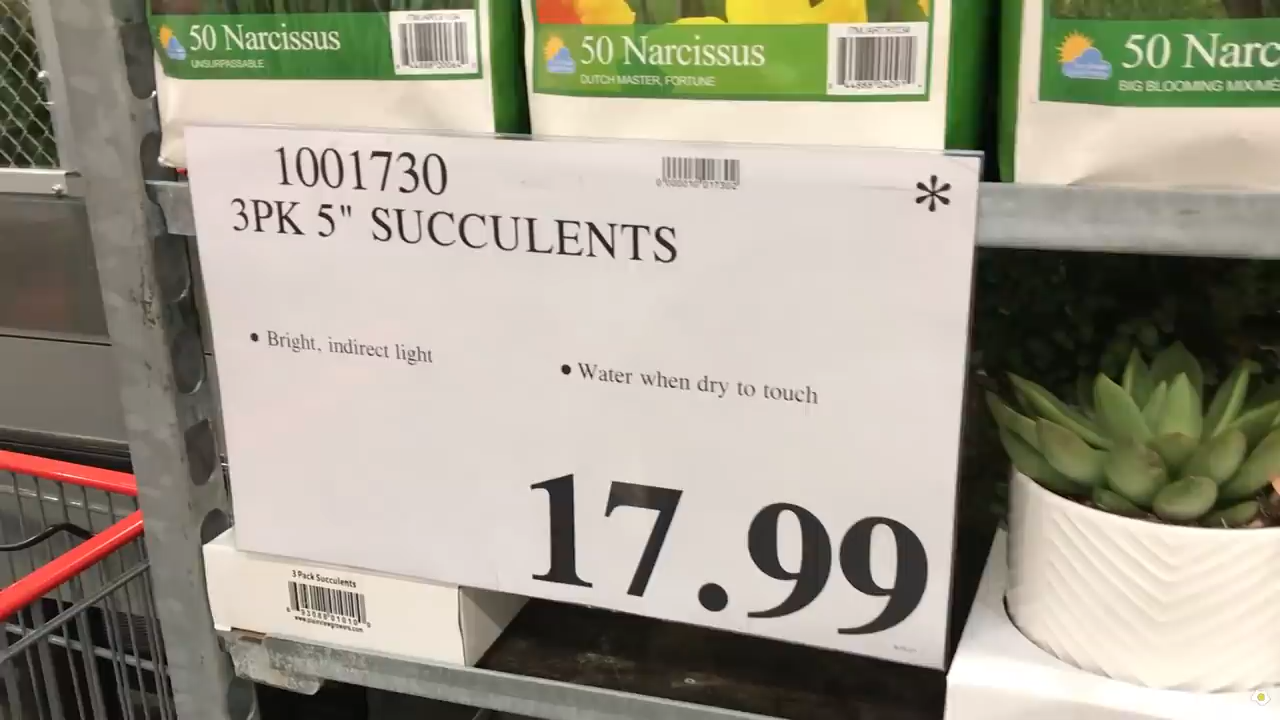 50 Narcissus
UNSURPASSABLE
50 Narcissus
DUTCH MASTER, FORTUNE
50 Narc
BIG BLOOMING MIX/MÉ
1001730
*
3PK 5" SUCCULENTS
• Bright, indirect light
• Water when dry to touch
17.99
3 Pack Succulents